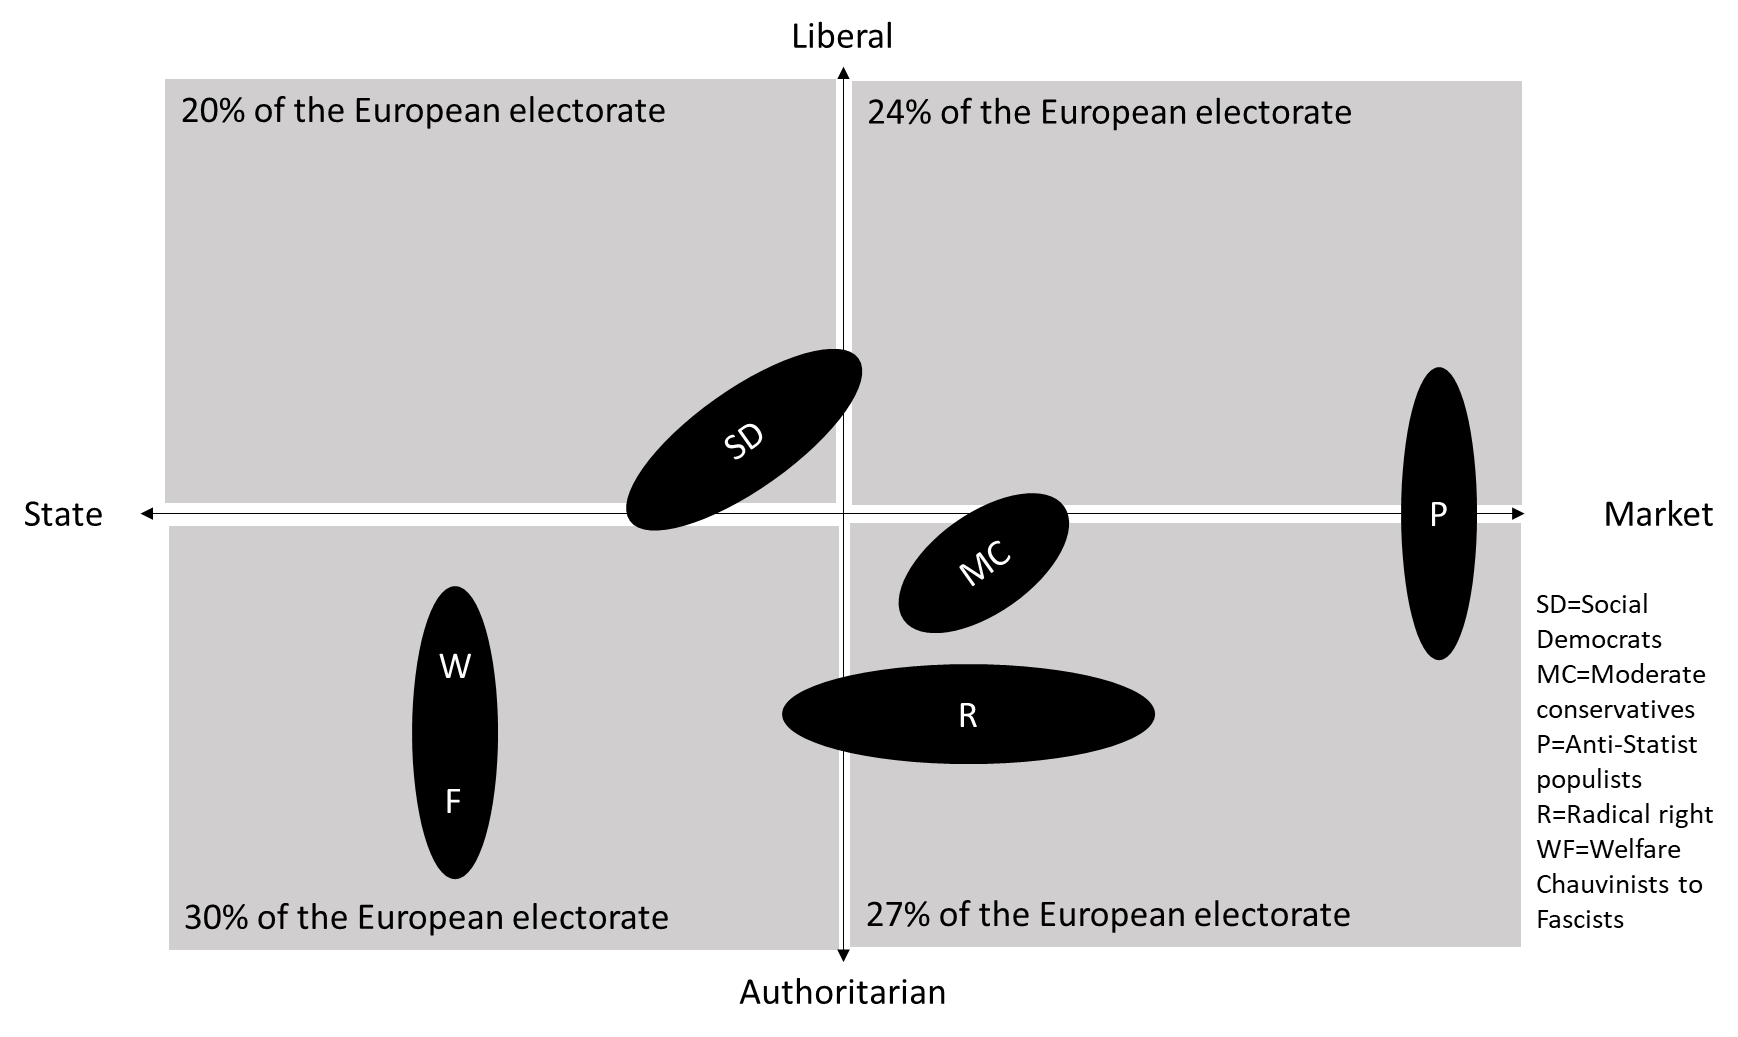 Liberal
20% of the European electorate
24% of the European electorate
SD
State
P
Market
MC
W
R
F
SD=Social
Democrats
MC=Moderate
conservatives
P=Anti-Statist
populists
R=Radical right
WF=Welfare
Chauvinists to
Fascists
30% of the European electorate
27% of the European electorate
Authoritarian